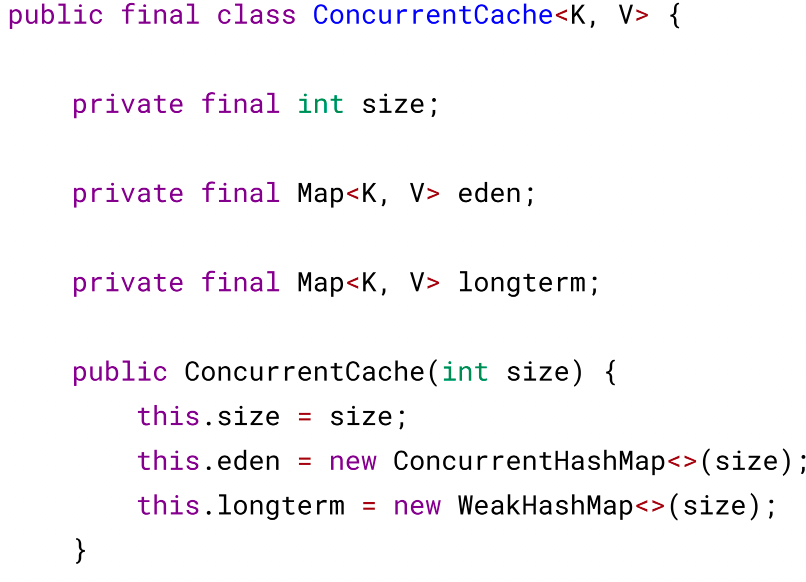 public final class ConcurrentCache<K, V> {
    private final int size;
    private final Map<K, V> eden;
    private final Map<K, V> longterm;
    public ConcurrentCache(int size) {
        this.size = size;
        this.eden = new ConcurrentHashMap<>(size);
        this.longterm = new WeakHashMap<>(size);
    }